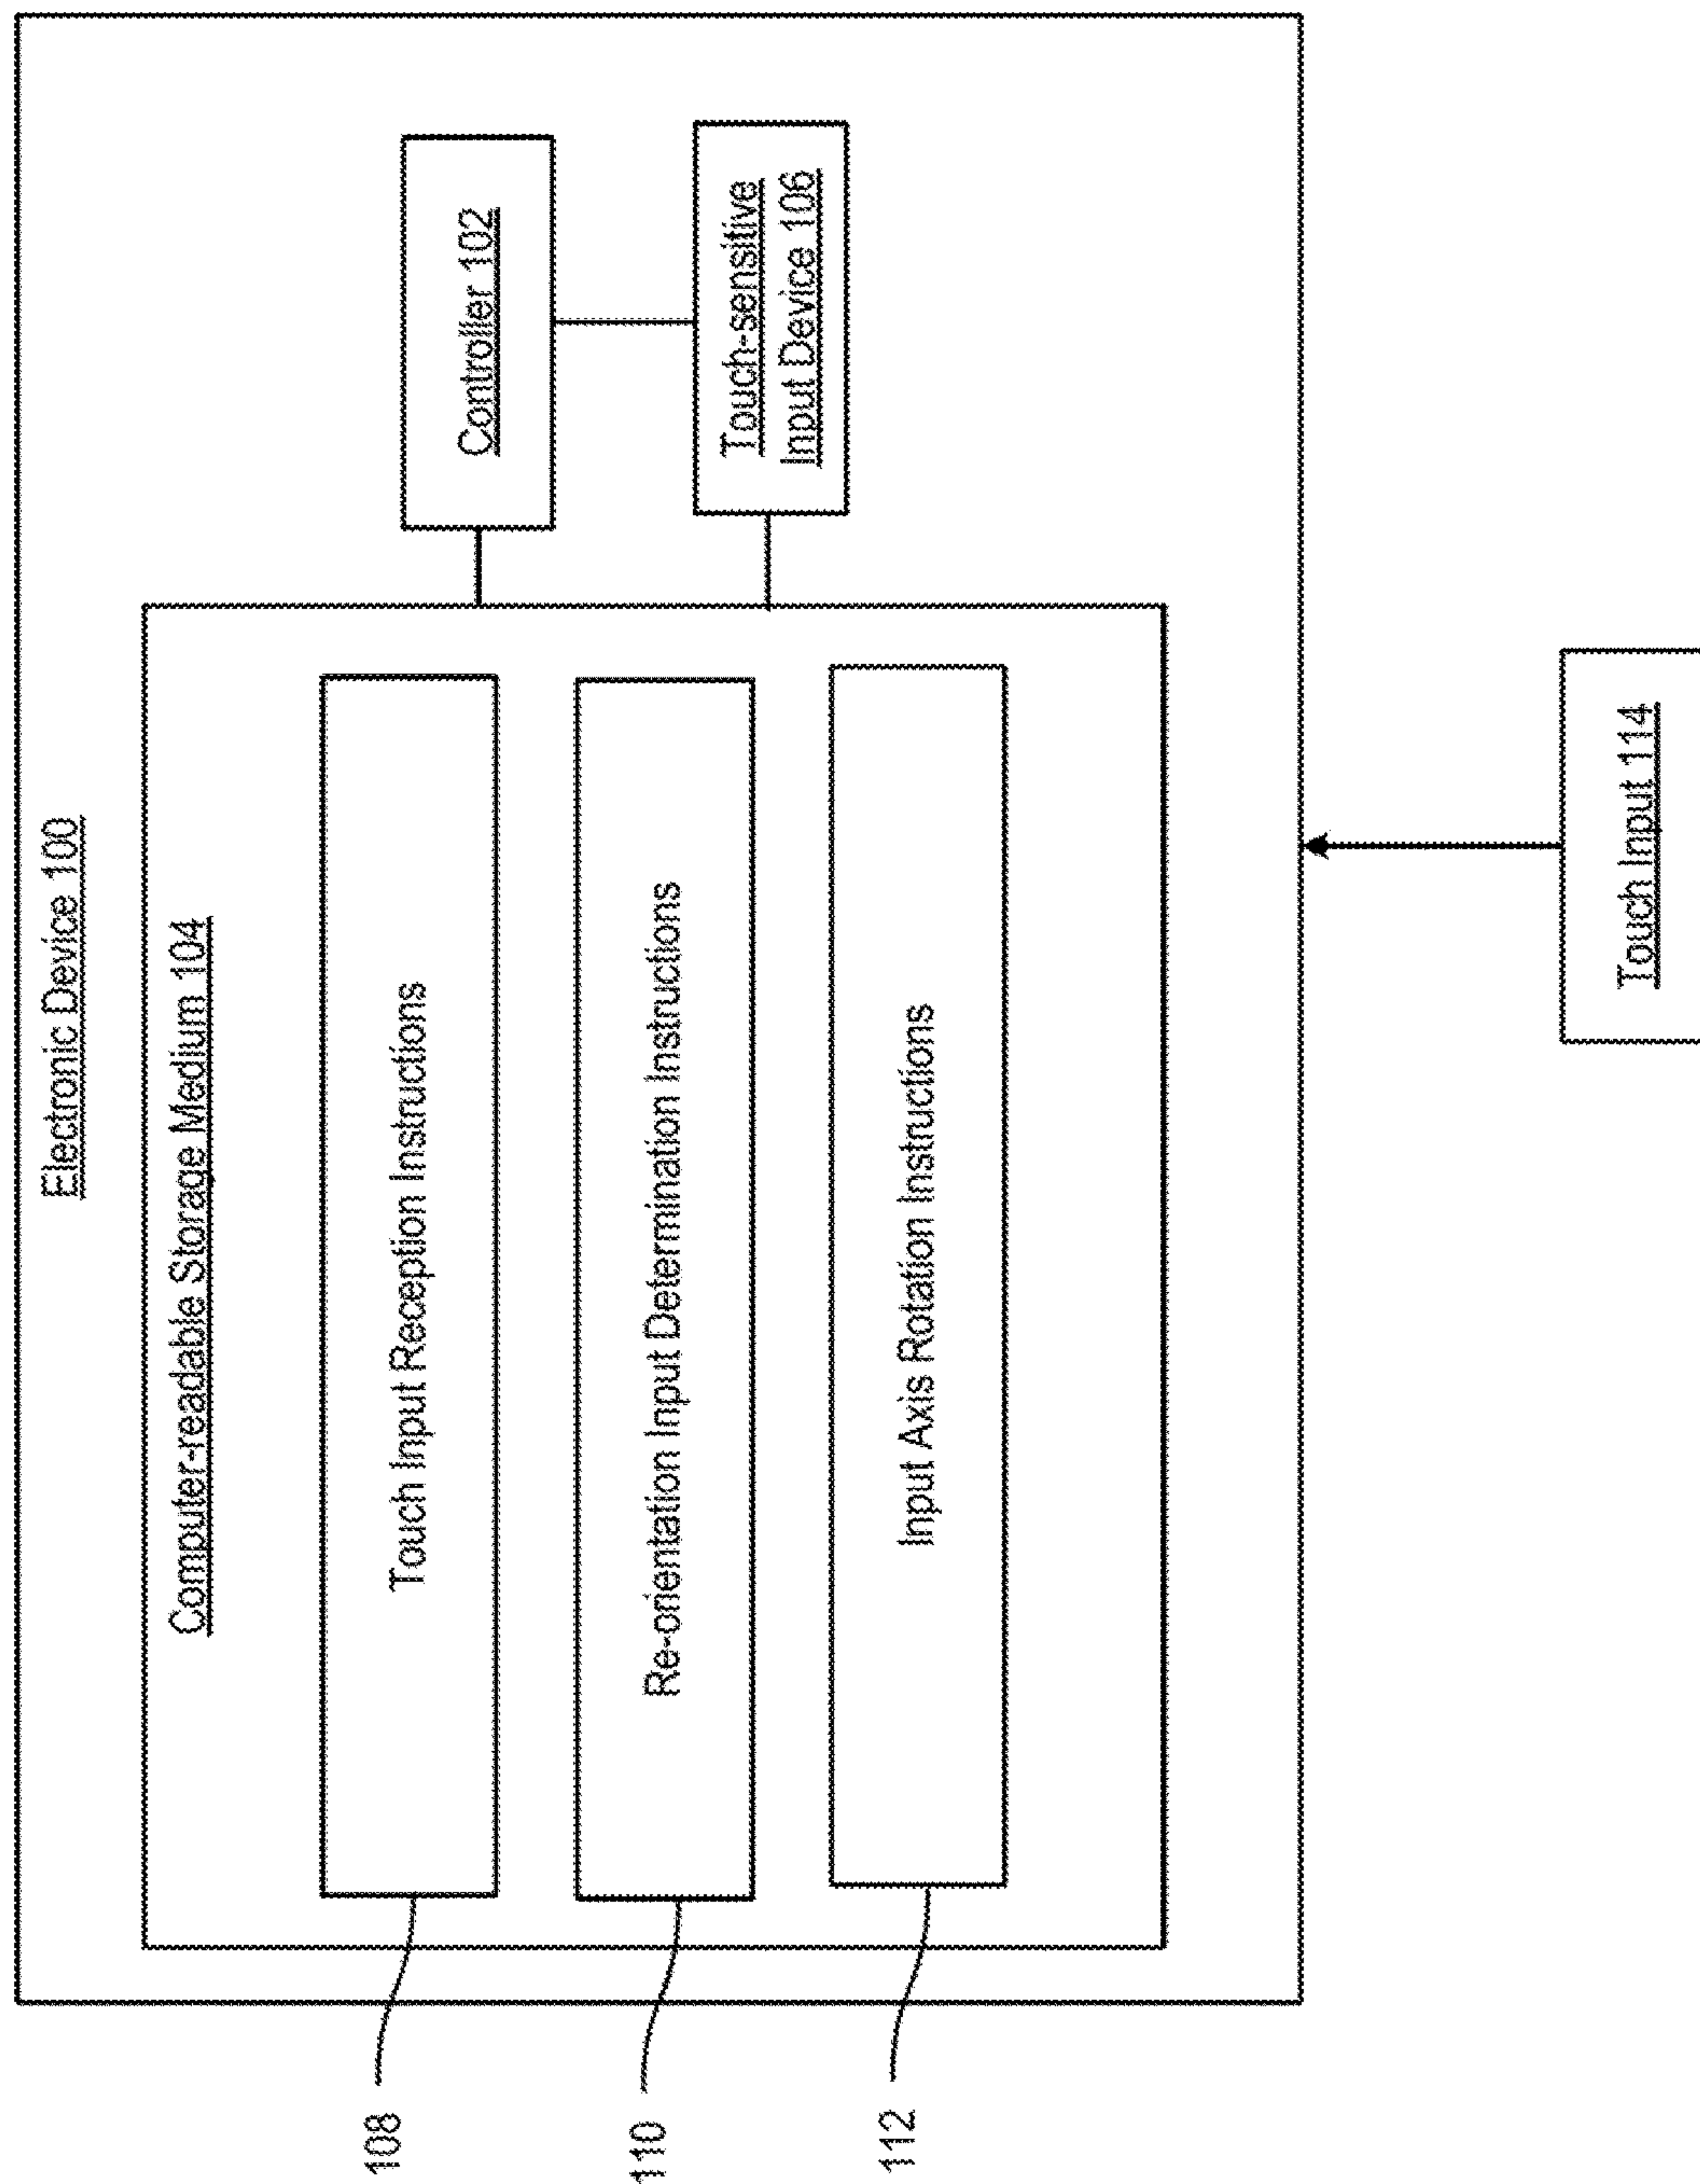 Electronic Device 100
Computer-readable Storage Medium 104
108
Touch Input Reception Instructions
Controller 102
110
Re-orientation Input Determination Instructions
Touch-sensitive
Input Device 106
112
Input Axis Rotation Instructions
Touch Input 114